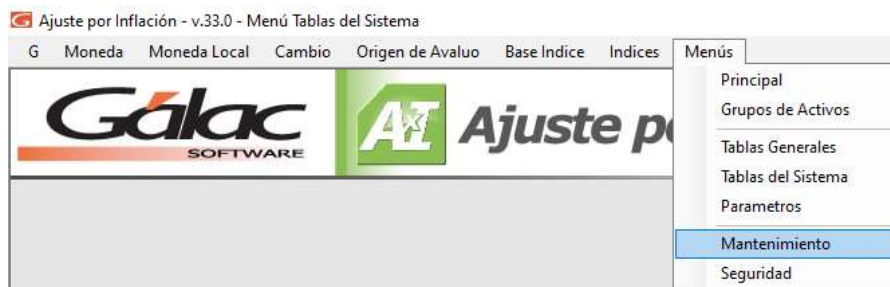 Ajuste por Inflación - v.33.0 - Menú Tablas del Sistema
G Moneda Moneda Local Cambio Origen de Avaluo Base Indice Indices Menús
Gálac
SOFTWARE
AxI Ajuste po
Principal
Grupos de Activos
Tablas Generales
Tablas del Sistema
Parametros
Mantenimiento
Seguridad